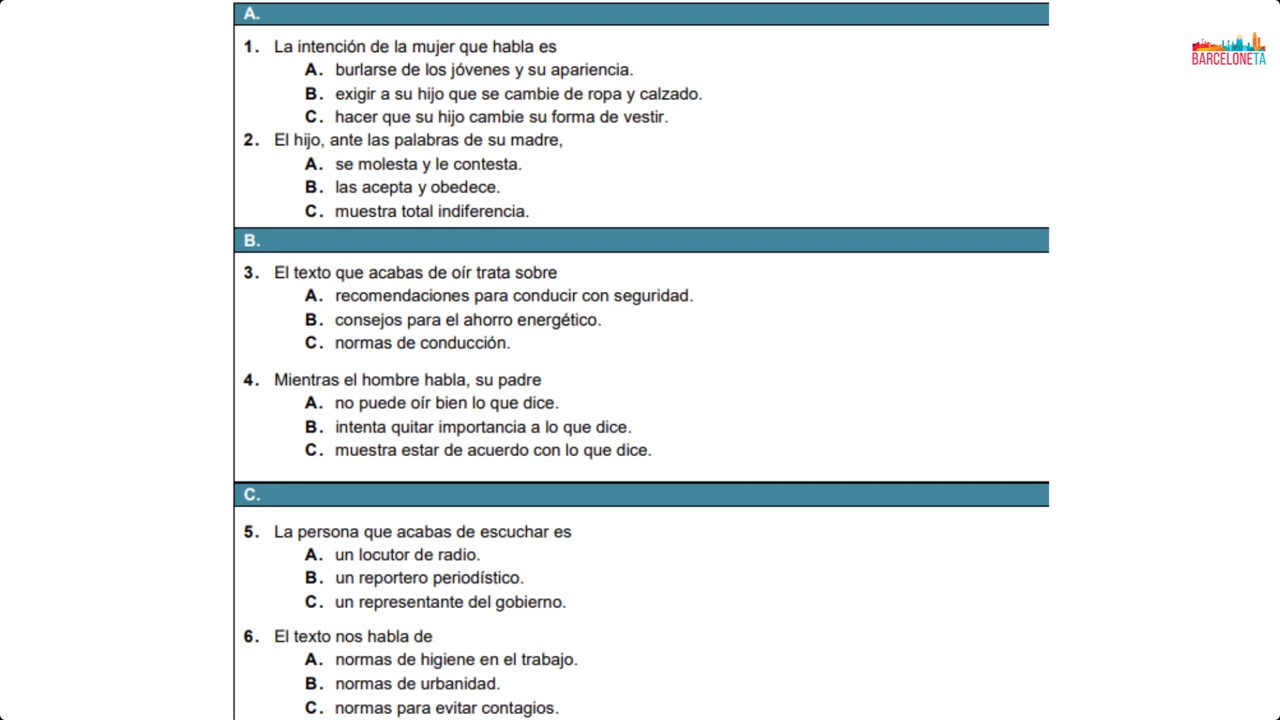 A.
1. La intención de la mujer que habla es
A. burlarse de los jóvenes y su apariencia.
B. exigir a su hijo que se cambie de ropa y calzado.
C. hacer que su hijo cambie su forma de vestir.
2. El hijo, ante las palabras de su madre,
A. se molesta y le contesta.
B. las acepta y obedece.
C. muestra total indiferencia.
B.
3. El texto que acabas de oír trata sobre
A. recomendaciones para conducir con seguridad.
B. consejos para el ahorro energético.
C. normas de conducción.
4. Mientras el hombre habla, su padre
A. no puede oír bien lo que dice.
B. intenta quitar importancia a lo que dice.
C. muestra estar de acuerdo con lo que dice.
C.
5. La persona que acabas de escuchar es
A. un locutor de radio.
B. un reportero periodístico.
C. un representante del gobierno.
6. El texto nos habla de
A. normas de higiene en el trabajo.
B. normas de urbanidad.
C. normas para evitar contagios.
BARCELONETA